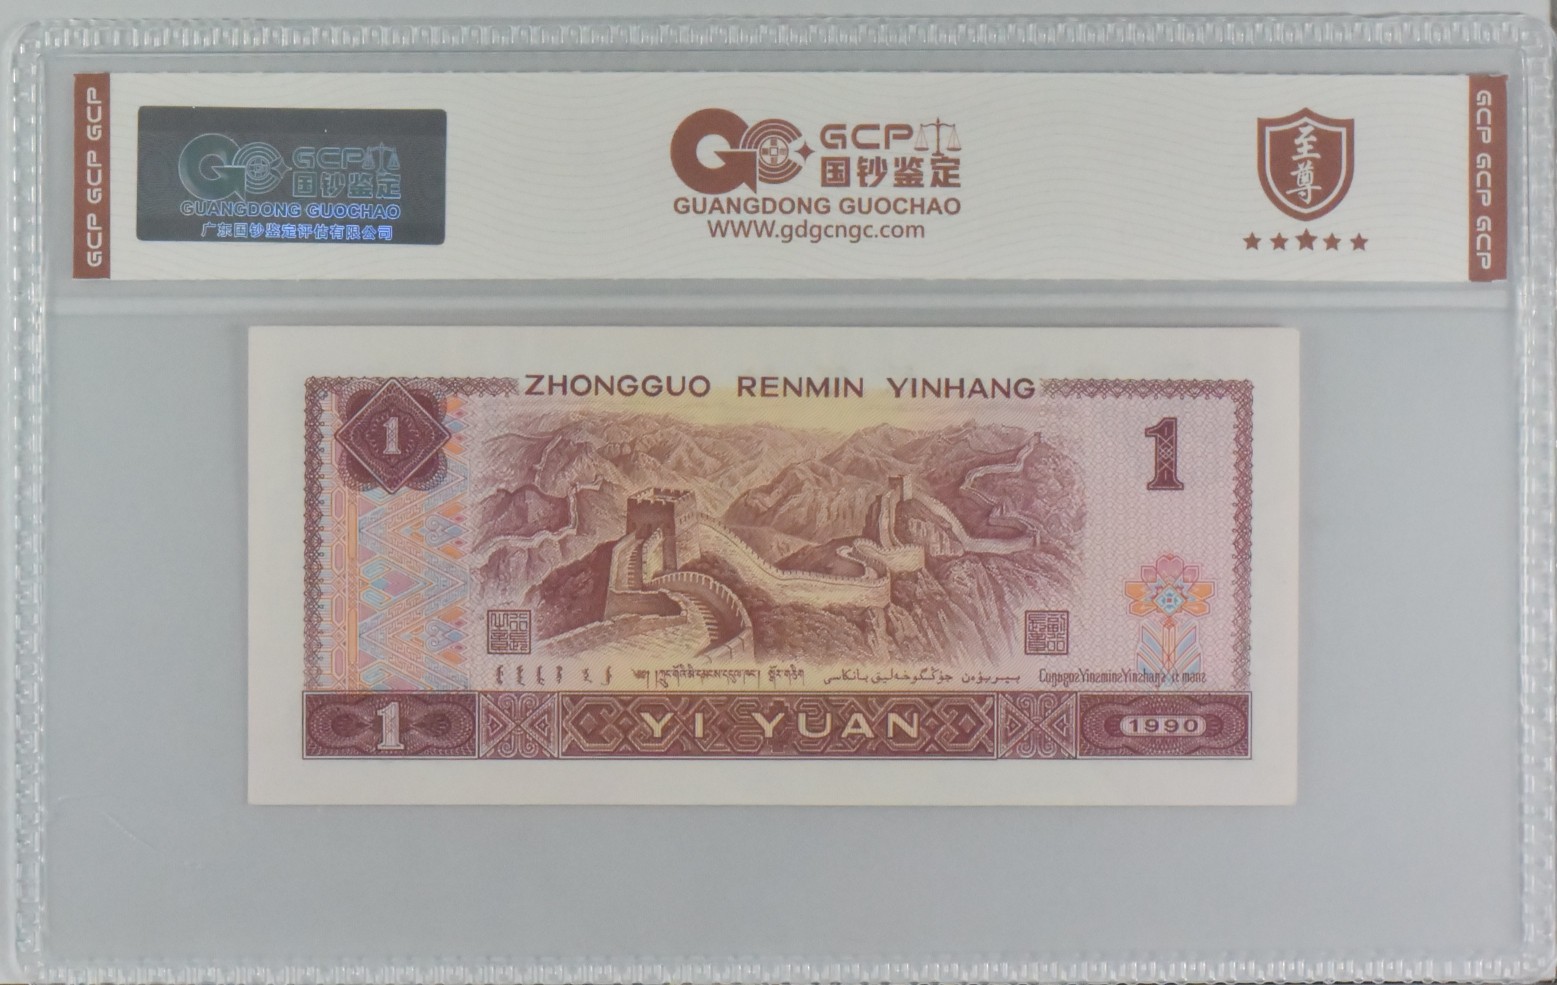 GCP GCP GCP
GCP
国钞鉴定
GUANGDONG GUOCHAO
广东国钞鉴定评估有限公司
GCP
国钞鉴定
GUANGDONG GUOCHAO
WWW.gdgcngc.com
至尊
GCP GCP GCP
ZHONGGUO RENMIN YINHANG
1
1
1
YI YUAN
1990